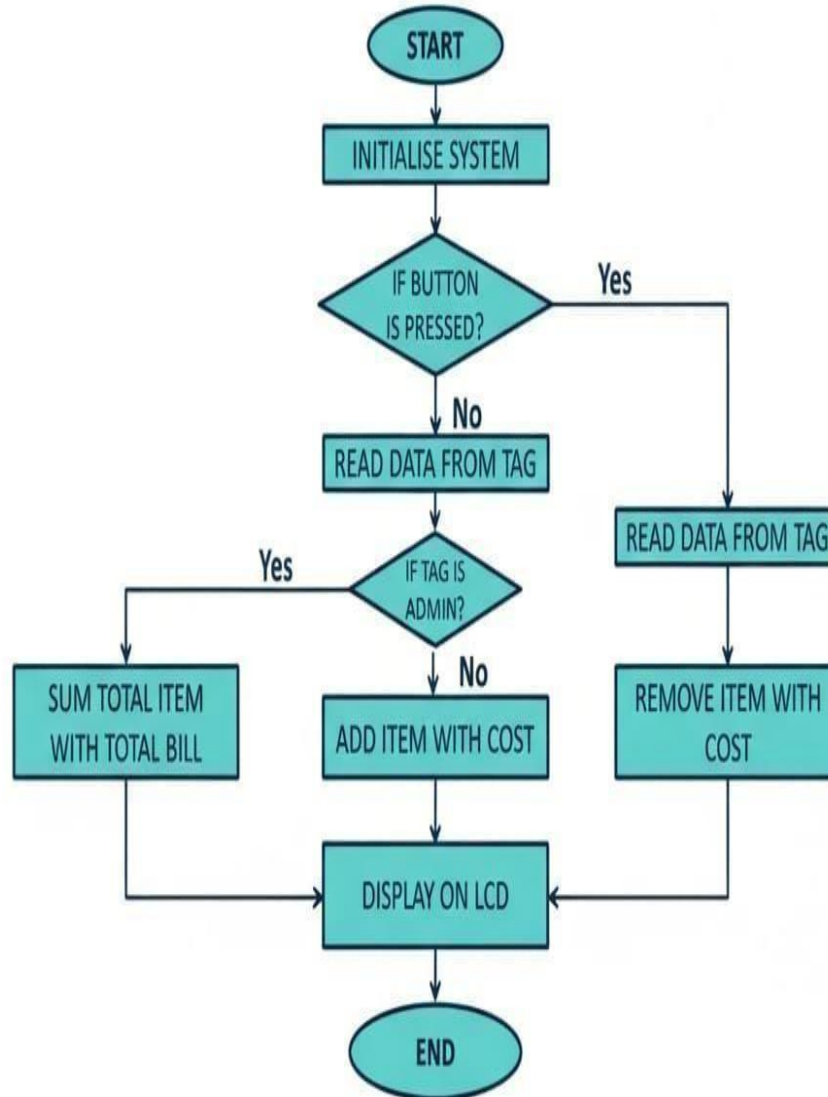 START
INITIALISE SYSTEM
IF BUTTON
IS PRESSED?
Yes
No
READ DATA FROM TAG
READ DATA FROM TAG
IF TAG IS
ADMIN?
Yes
No
SUM TOTAL ITEM
WITH TOTAL BILL
ADD ITEM WITH COST
REMOVE ITEM WITH
COST
DISPLAY ON LCD
END